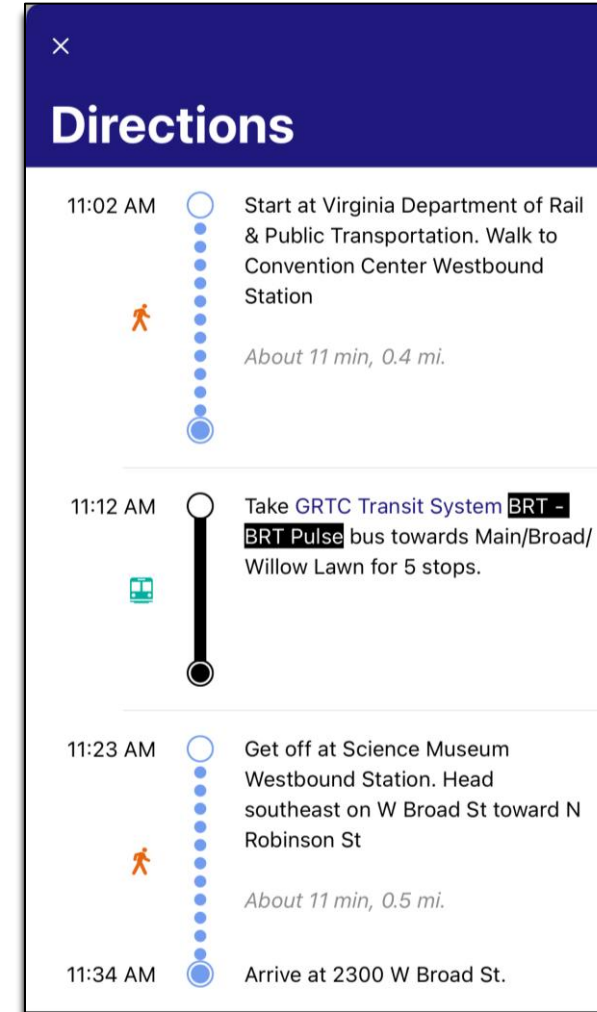 Directions
11:02 AM
Start at Virginia Department of Rail
& Public Transportation. Walk to
Convention Center Westbound
Station
About 11 min, 0.4 mi.
11:12 AM
Take GRTC Transit System BRT -
BRT Pulse bus towards Main/Broad/
Willow Lawn for 5 stops.
11:23 AM
Get off at Science Museum
Westbound Station. Head
southeast on W Broad St toward N
Robinson St
About 11 min, 0.5 mi.
11:34 AM
Arrive at 2300 W Broad St.